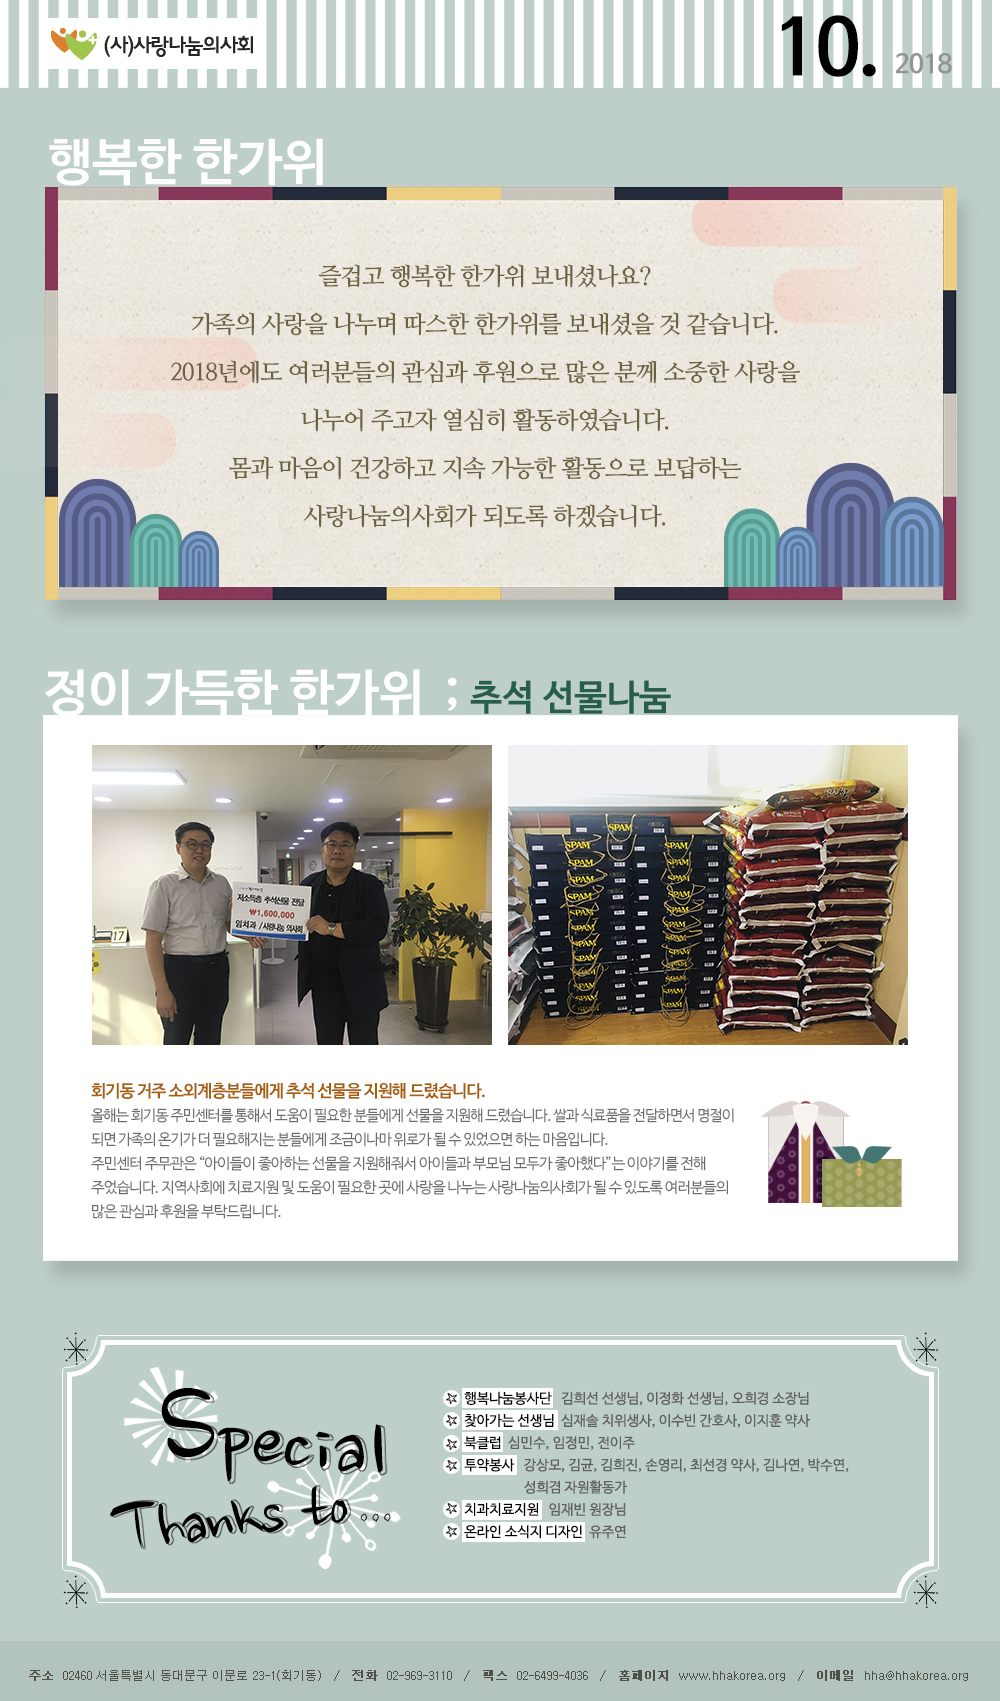 (사)사랑나눔의사회
10. 2018
행복한 한가위
즐겁고 행복한 한가위 보내셨나요?
가족의 사랑을 나누며 따스한 한가위를 보내셨을 것 같습니다.
2018년에도 여러분들의 관심과 후원으로 많은 분께 소중한 사랑을
나누어 주고자 열심히 활동하였습니다.
몸과 마음이 건강하고 지속 가능한 활동으로 보답하는
사랑나눔의사회가 되도록 하겠습니다.
정이 가득한 한가위 ; 추석 선물나눔
저소득층 추석선물 전달
₩1,600,000
임치과 /사랑나눔 의사회
17
SPAM
회기동 거주 소외계층분들에게 추석 선물을 지원해 드렸습니다.
올해는 회기동 주민센터를 통해서 도움이 필요한 분들에게 선물을 지원해 드렸습니다. 쌀과 식료품을 전달하면서 명절이
되면 가족의 온기가 더 필요해지는 분들에게 조금이나마 위로가 될 수 있었으면 하는 마음입니다.
주민센터 주무관은 “아이들이 좋아하는 선물을 지원해줘서 아이들과 부모님 모두가 좋아했다”는 이야기를 전해
주었습니다. 지역사회에 치료지원 및 도움이 필요한 곳에 사랑을 나누는 사랑나눔의사회가 될 수 있도록 여러분들의
많은 관심과 후원을 부탁드립니다.
Special
Thanks to...
행복나눔봉사단 김희선 선생님, 이정화 선생님, 오희경 소장님
찾아가는 선생님 심재솔 치위생사, 이수빈 간호사, 이지훈 약사
북클럽 심민수, 임정민, 전이주
투약봉사 강상모, 김균, 김희진, 손영리, 최선경 약사, 김나연, 박수연,
성희겸 자원활동가
치과치료지원 임재빈 원장님
온라인 소식지 디자인 유주연
주소 02460 서울특별시 동대문구 이문로 23-1(회기동) / 전화 02-969-3110 / 팩스 02-6499-4036 / 홈페이지 www.hhakorea.org / 이메일 hha@hhakorea.org